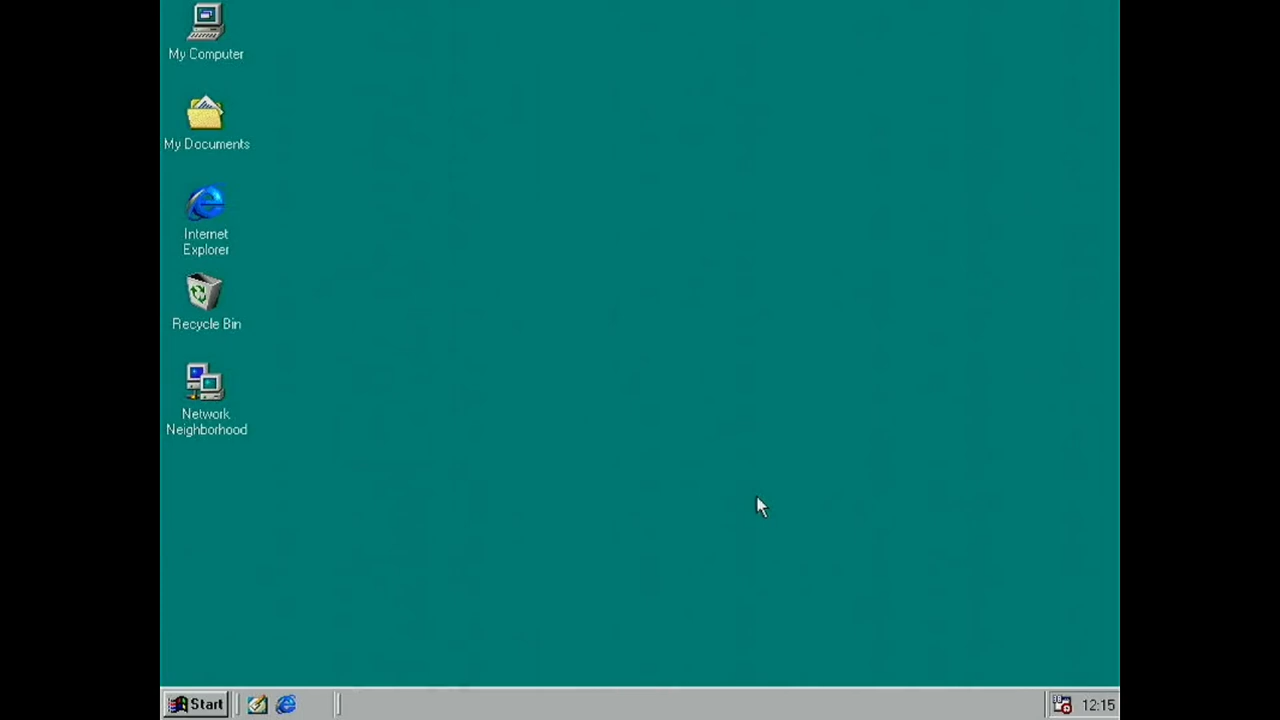 My Computer
My Documents
Internet
Explorer
Recycle Bin
Network
Neighborhood
Start
12:15